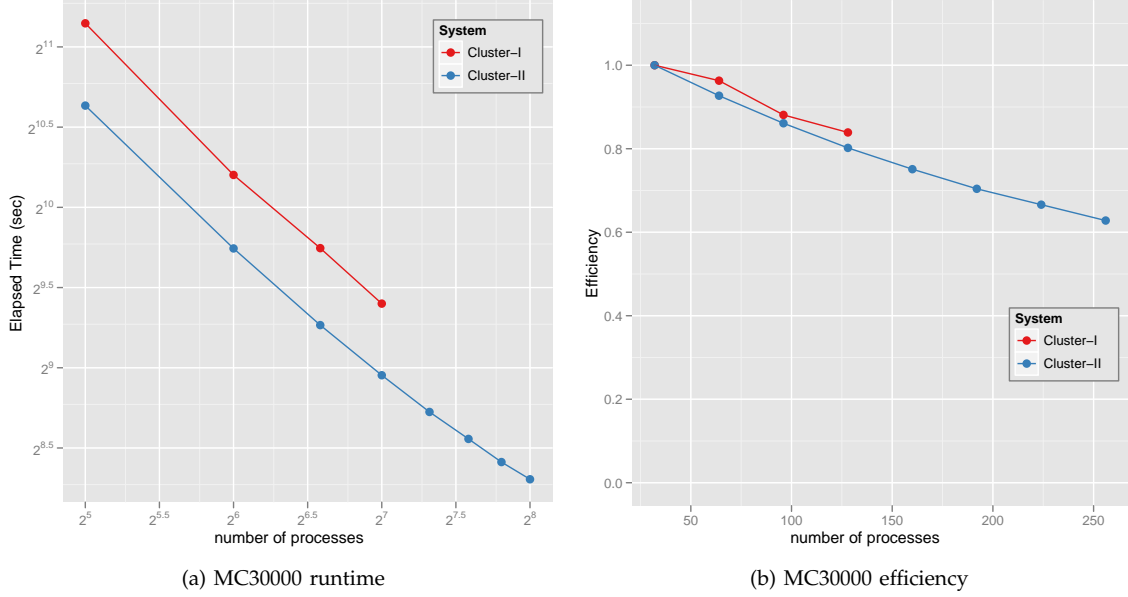 System
Cluster-I
Cluster-II
2^11
2^10.5
2^10
2^9.5
2^9
2^8.5
Elapsed Time (sec)
2^5 2^5.5 2^6 2^6.5 2^7 2^7.5 2^8
number of processes
(a) MC30000 runtime
1.0
0.8
0.6
0.4
0.2
0.0
Efficiency
System
Cluster-I
Cluster-II
50 100 150 200 250
number of processes
(b) MC30000 efficiency